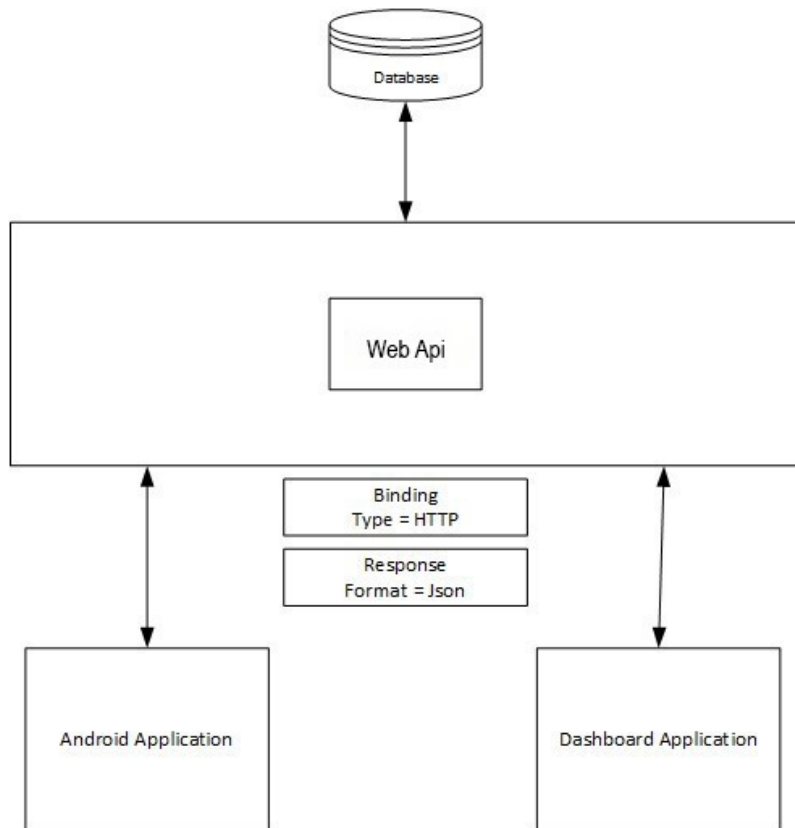 Database
Web Api
Binding
Type = HTTP
Response
Format = Json
Android Application
Dashboard Application